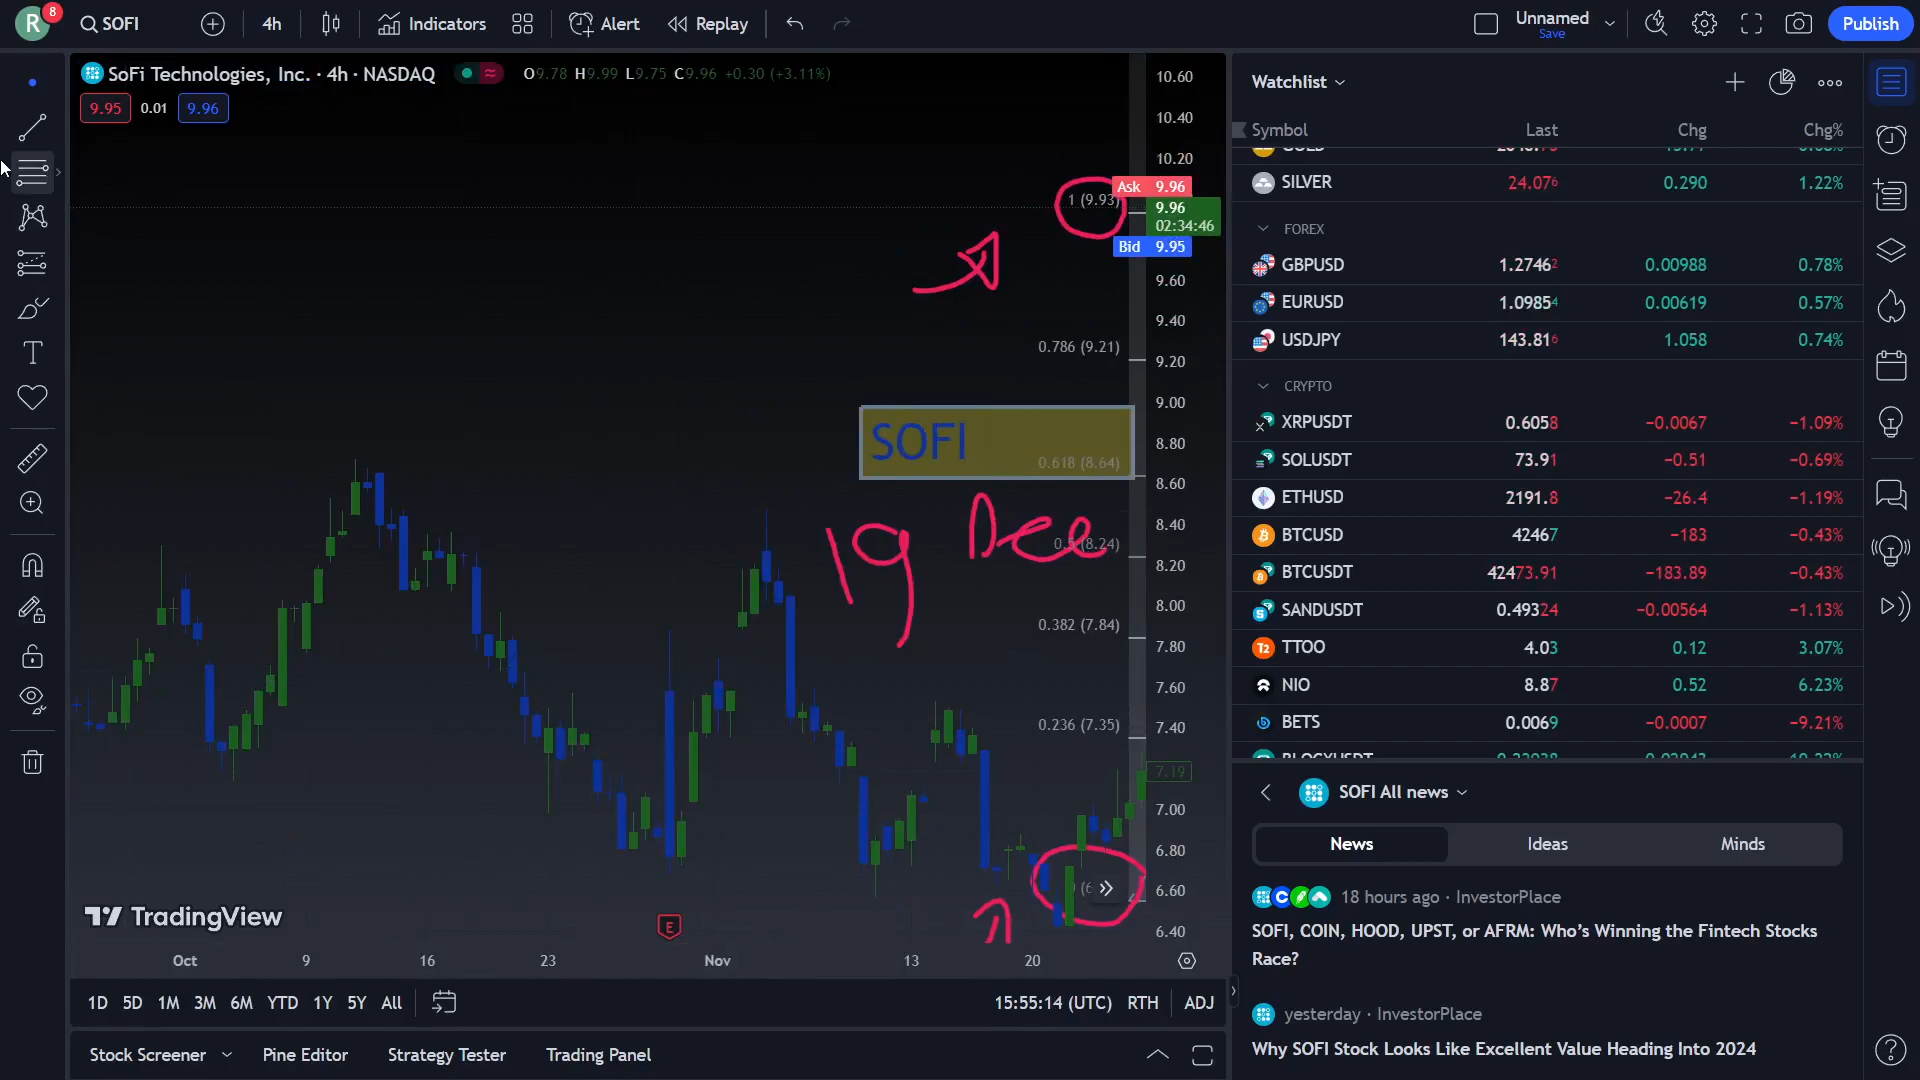 R
8
SOFI
4h
Indicators
Alert
Replay
Unnamed
Save
Publish
SoFi Technologies, Inc. · 4h · NASDAQ
O9.78 H9.99 L9.75 C9.96 +0.30 (+3.11%)
9.95
0.01
9.96
10.60
10.40
10.20
Ask 9.96
1 (9.93)
9.96
02:34:46
Bid 9.95
9.60
9.40
0.786 (9.21)
9.20
9.00
SOFI
8.80
0.618 (8.64)
8.60
19 Dec
8.40
0.5 (8.24)
8.20
8.00
0.382 (7.84)
7.80
7.60
0.236 (7.35)
7.40
7.19
7.00
6.80
6.60
6.40
TradingView
E
Oct
9
16
23
Nov
13
20
1D 5D 1M 3M 6M YTD 1Y 5Y All
15:55:14 (UTC) RTH ADJ
Stock Screener
Pine Editor
Strategy Tester
Trading Panel
Watchlist
Symbol Last Chg Chg%
SILVER 24.076 0.290 1.22%
FOREX
GBPUSD 1.27462 0.00988 0.78%
EURUSD 1.09854 0.00619 0.57%
USDJPY 143.816 1.058 0.74%
CRYPTO
XRPUSDT 0.6058 −0.0067 −1.09%
SOLUSDT 73.91 −0.51 −0.69%
ETHUSD 2191.8 −26.4 −1.19%
BTCUSD 42467 −183 −0.43%
BTCUSDT 42473.91 −183.89 −0.43%
SANDUSDT 0.49324 −0.00564 −1.13%
TTOO 4.03 0.12 3.07%
NIO 8.87 0.52 6.23%
BETS 0.0069 −0.0007 −9.21%
SOFI All news
News
Ideas
Minds
18 hours ago · InvestorPlace
SOFI, COIN, HOOD, UPST, or AFRM: Who’s Winning the Fintech Stocks
Race?
yesterday · InvestorPlace
Why SOFI Stock Looks Like Excellent Value Heading Into 2024